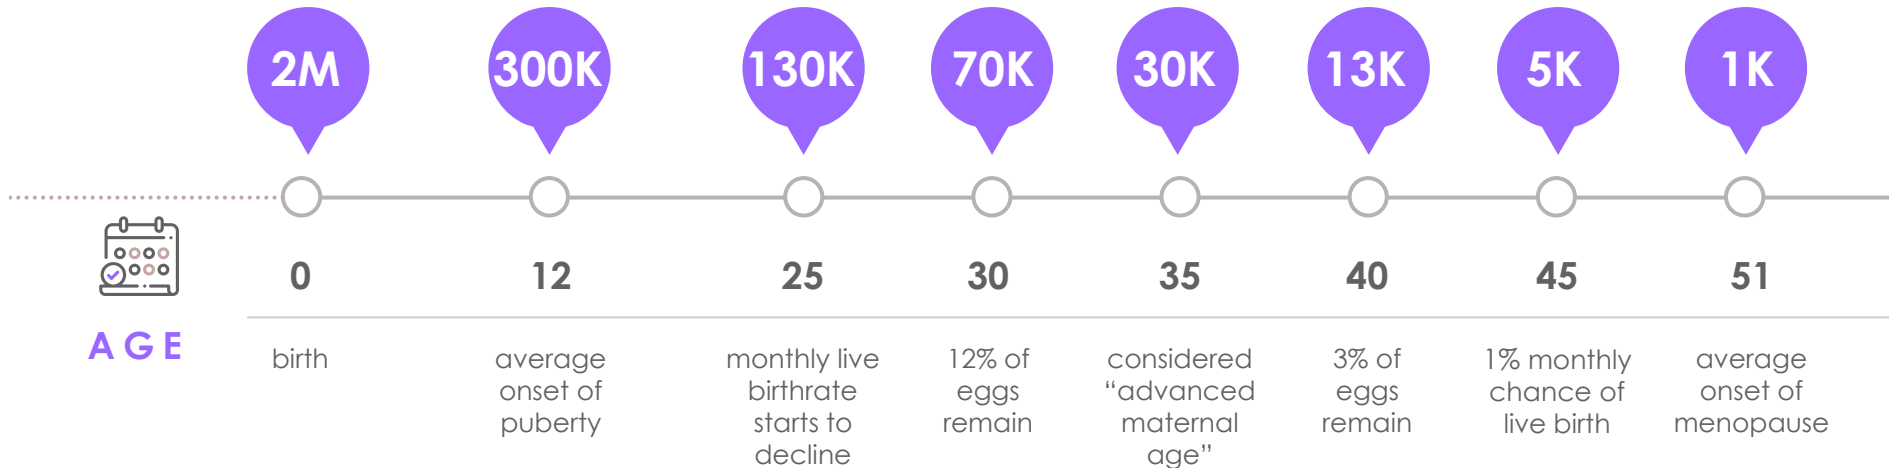 2M
300K
130K
70K
30K
13K
5K
1K
AGE
0
12
25
30
35
40
45
51
birth
average
onset of
puberty
monthly live
birthrate
starts to
decline
12% of
eggs
remain
considered
“advanced
maternal
age”
3% of
eggs
remain
1% monthly
chance of
live birth
average
onset of
menopause